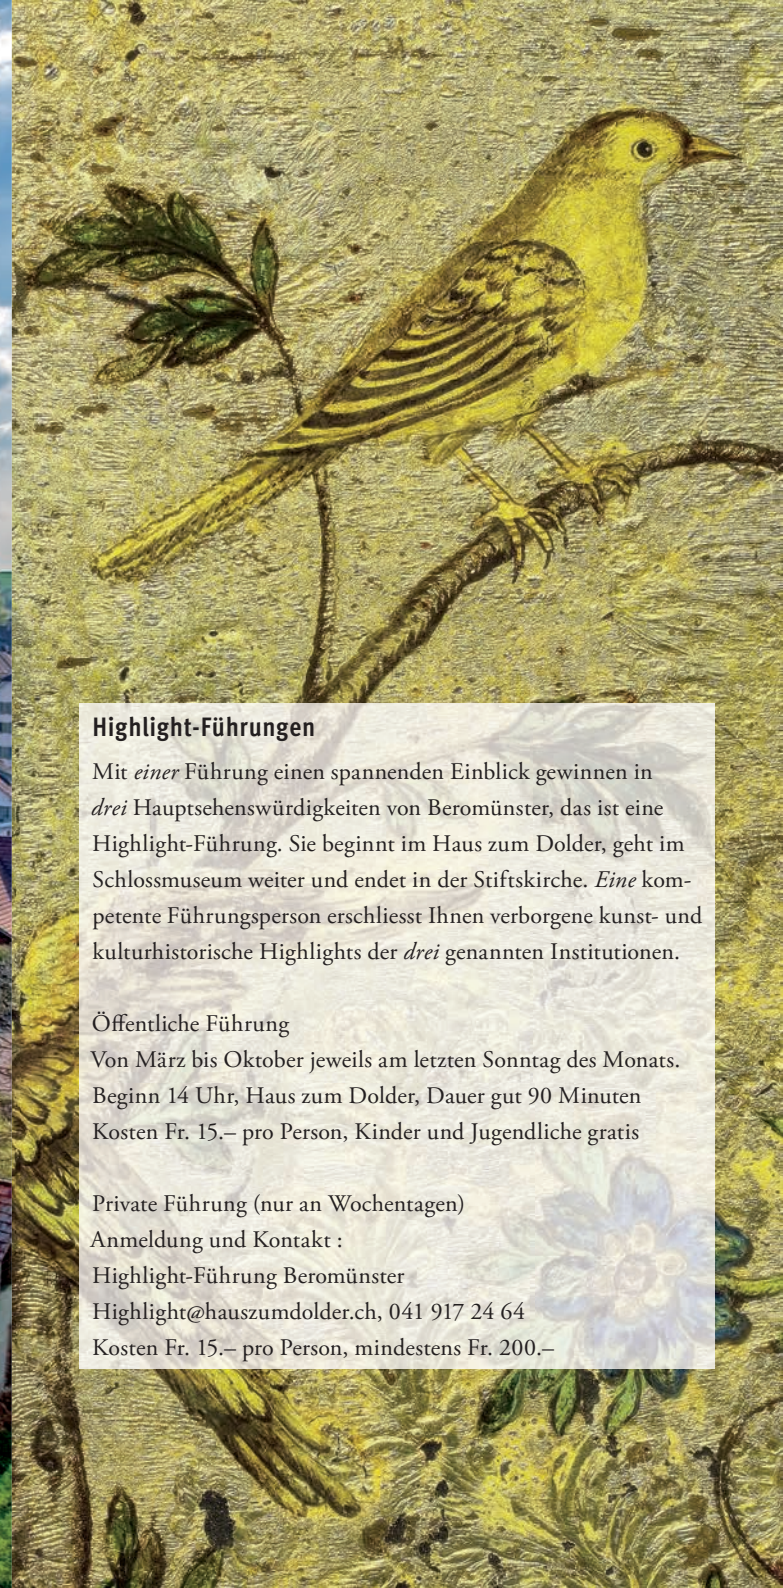 Highlight-Führungen
Mit einer Führung einen spannenden Einblick gewinnen in
drei Hauptsehenswürdigkeiten von Beromünster, das ist eine
Highlight-Führung. Sie beginnt im Haus zum Dolder, geht im
Schlossmuseum weiter und endet in der Stiftskirche. Eine kom-
petente Führungsperson erschliesst Ihnen verborgene kunst- und
kulturhistorische Highlights der drei genannten Institutionen.
Öffentliche Führung
Von März bis Oktober jeweils am letzten Sonntag des Monats.
Beginn 14 Uhr, Haus zum Dolder, Dauer gut 90 Minuten
Kosten Fr. 15.– pro Person, Kinder und Jugendliche gratis
Private Führung (nur an Wochentagen)
Anmeldung und Kontakt :
Highlight-Führung Beromünster
Highlight@hauszumdolder.ch, 041 917 24 64
Kosten Fr. 15.– pro Person, mindestens Fr. 200.–